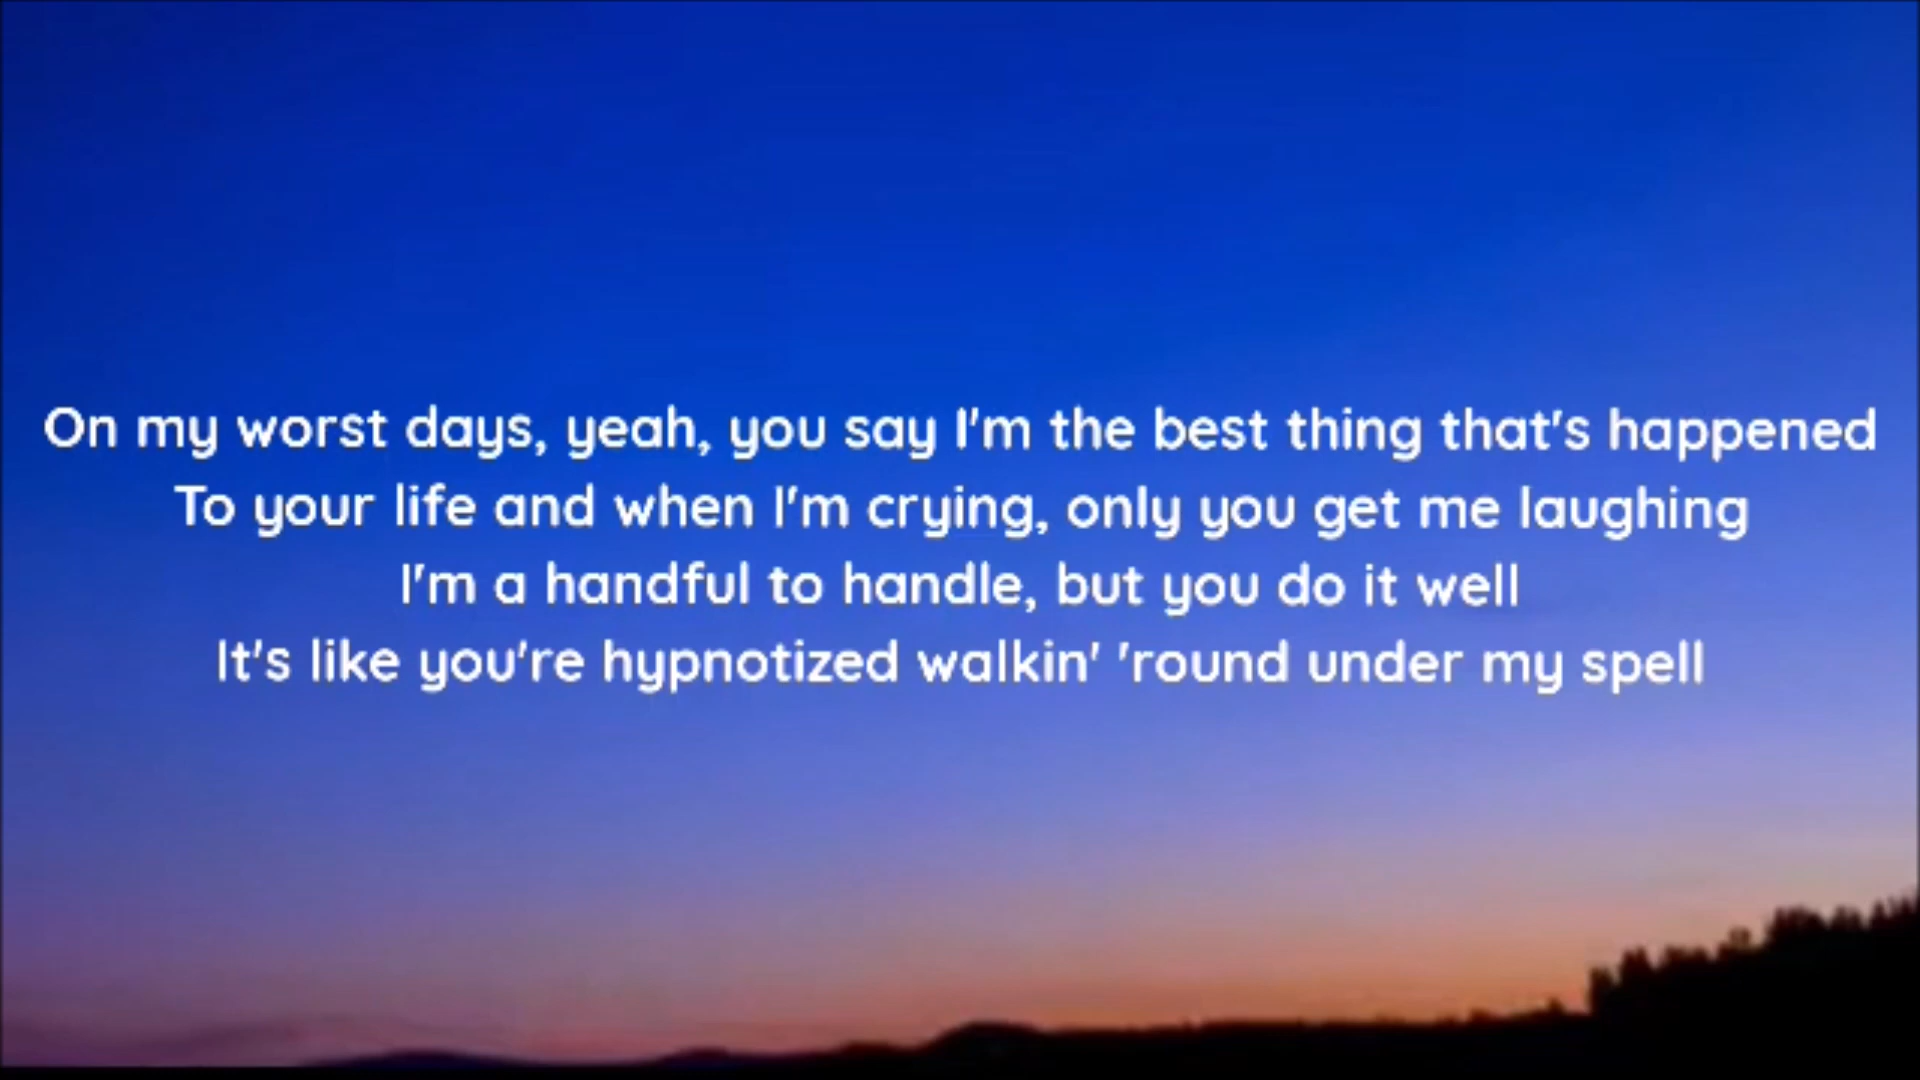 On my worst days, yeah, you say I'm the best thing that's happened
To your life and when I'm crying, only you get me laughing
I'm a handful to handle, but you do it well
It's like you're hypnotized walkin' 'round under my spell